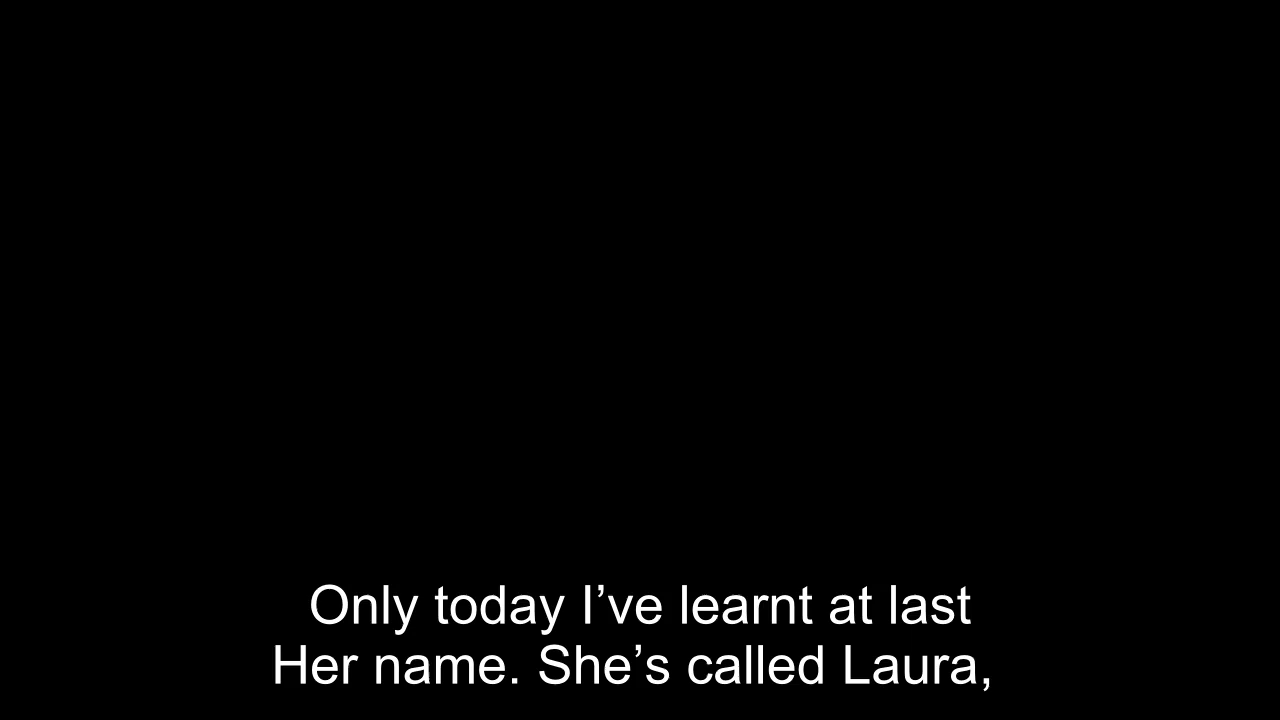 Only today I’ve learnt at last
Her name. She’s called Laura,